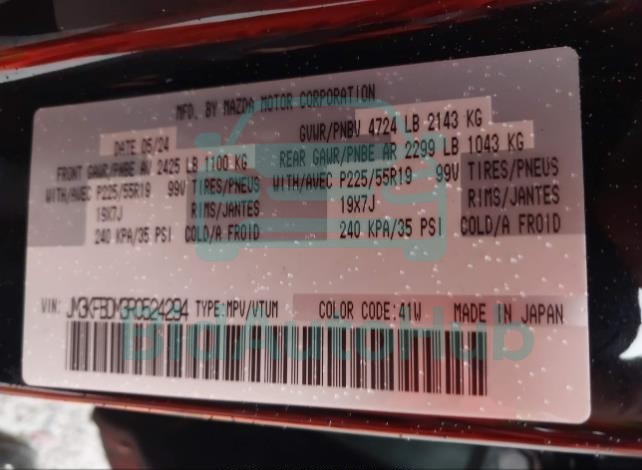 MFD. BY MAZDA MOTOR CORPORATION
DATE 05/24 GVWR/PNBV 4724 LB 2143 KG
FRONT GAWR/PNBE AV 2425 LB 1100 KG REAR GAWR/PNBE AR 2299 LB 1043 KG
WITH/AVEC P225/55R19 99V TIRES/PNEUS WITH/AVEC P225/55R19 99V TIRES/PNEUS
19X7J RIMS/JANTES 19X7J RIMS/JANTES
240 KPA/35 PSI COLD/A FROID 240 KPA/35 PSI COLD/A FROID
VIN: JM3KFBDM3R0524294 TYPE:MPV/VTUM COLOR CODE:41W MADE IN JAPAN
BidAutoHub